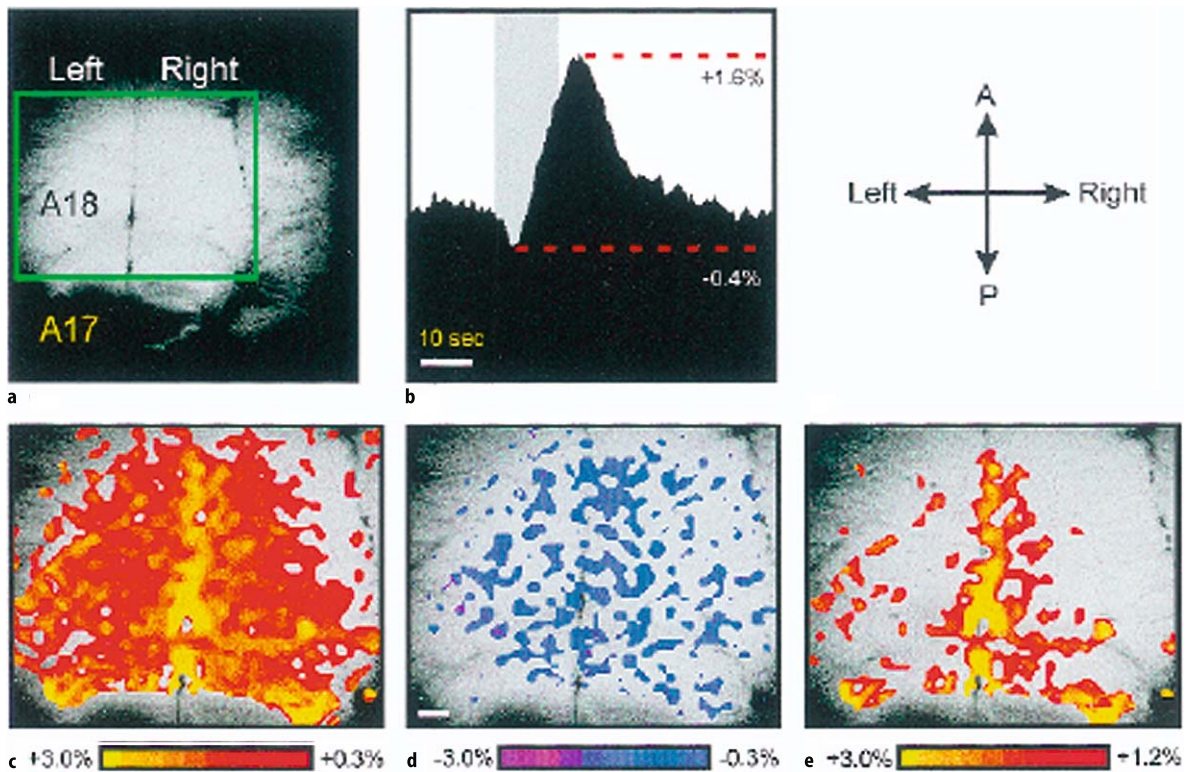 Left Right
A18
A17
a
+1.6%
-0.4%
10 sec
b
A
Left Right
P
c +3.0% +0.3%
d -3.0% -0.3%
e +3.0% +1.2%